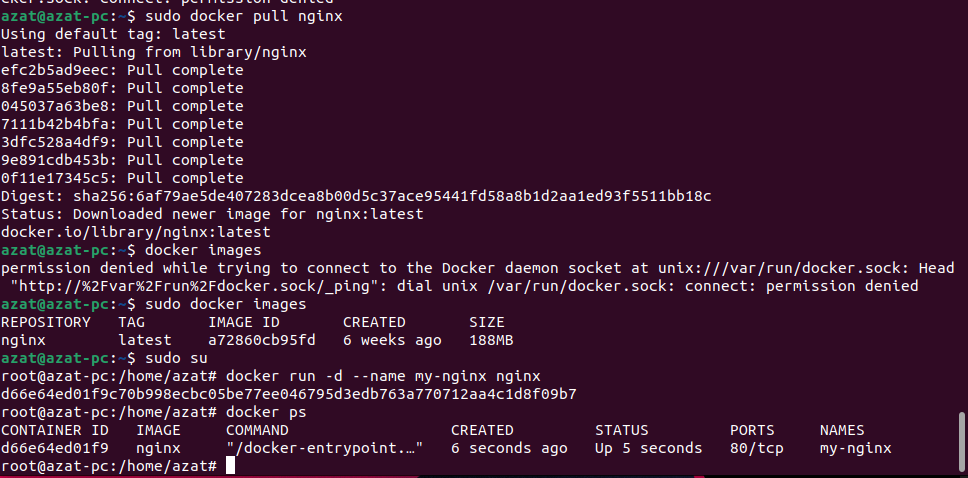 cker.sock: connect: permission denied
azat@azat-pc:~$ sudo docker pull nginx
Using default tag: latest
latest: Pulling from library/nginx
efc2b5ad9eec: Pull complete
8fe9a55eb80f: Pull complete
045037a63be8: Pull complete
7111b42b4bfa: Pull complete
3dfc528a4df9: Pull complete
9e891cdb453b: Pull complete
0f11e17345c5: Pull complete
Digest: sha256:6af79ae5de407283dcea8b00d5c37ace95441fd58a8b1d2aa1ed93f5511bb18c
Status: Downloaded newer image for nginx:latest
docker.io/library/nginx:latest
azat@azat-pc:~$ docker images
permission denied while trying to connect to the Docker daemon socket at unix:///var/run/docker.sock: Head
"http://%2Fvar%2Frun%2Fdocker.sock/_ping": dial unix /var/run/docker.sock: connect: permission denied
azat@azat-pc:~$ sudo docker images
REPOSITORY   TAG       IMAGE ID       CREATED       SIZE
nginx        latest    a72860cb95fd   6 weeks ago   188MB
azat@azat-pc:~$ sudo su
root@azat-pc:/home/azat# docker run -d --name my-nginx nginx
d66e64ed01f9c70b998ecbc05be77ee046795d3edb763a770712aa4c1d8f09b7
root@azat-pc:/home/azat# docker ps
CONTAINER ID   IMAGE     COMMAND                  CREATED         STATUS         PORTS     NAMES
d66e64ed01f9   nginx     "/docker-entrypoint.…"   6 seconds ago   Up 5 seconds   80/tcp    my-nginx
root@azat-pc:/home/azat#